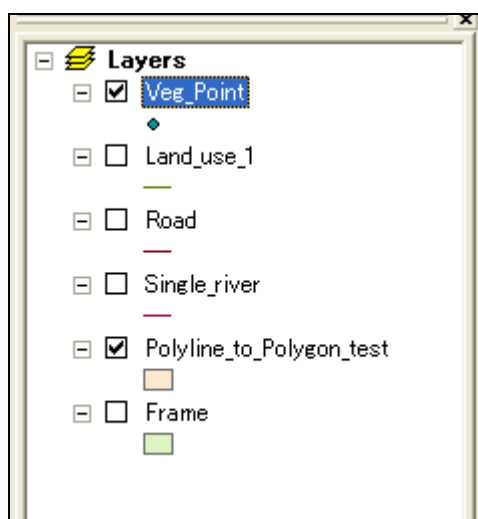 Layers
Veg_Point
Land_use_1
Road
Single_river
Polyline_to_Polygon_test
Frame